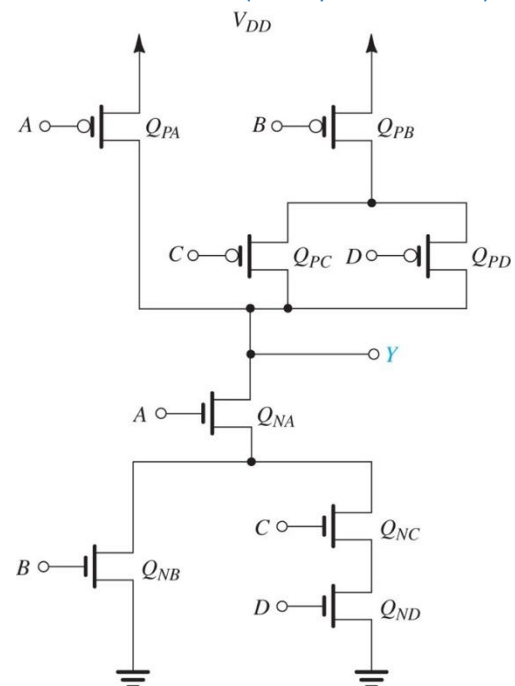 V_DD
A Q_PA B Q_PB
C Q_PC D Q_PD
Y
A Q_NA
C Q_NC
B Q_NB
D Q_ND